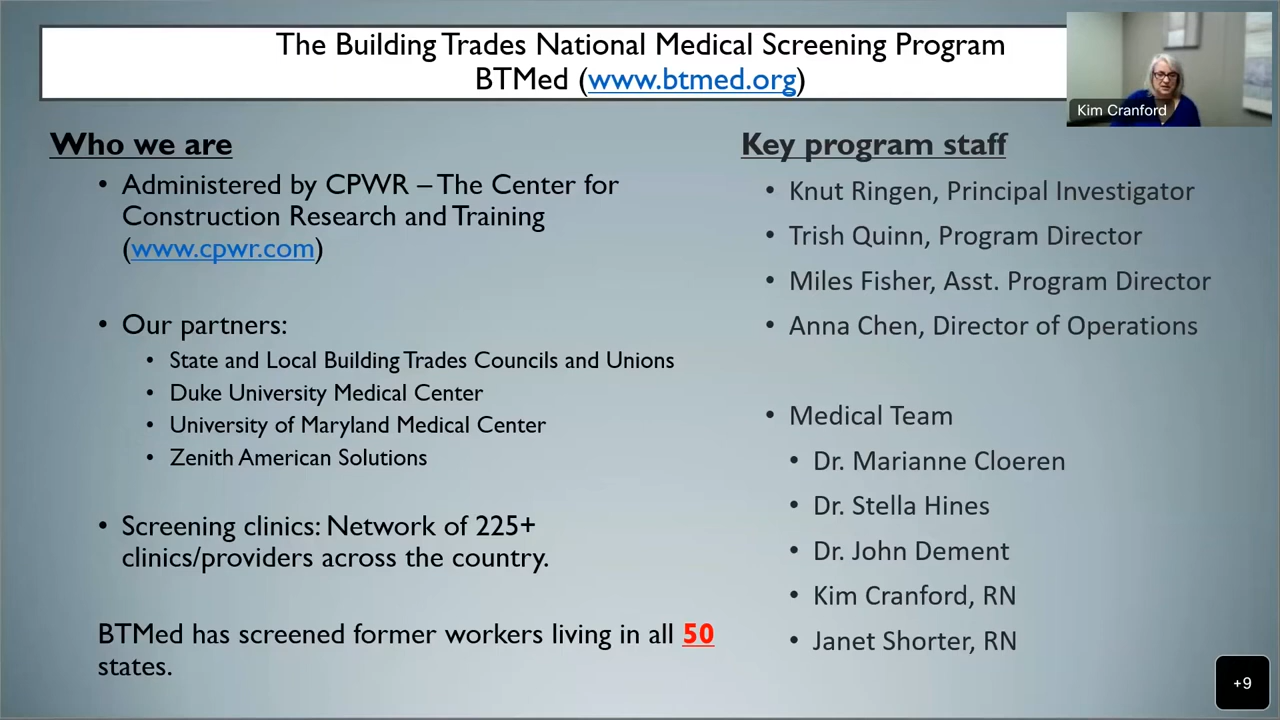 The Building Trades National Medical Screening Program
BTMed (www.btmed.org)
Kim Cranford
Who we are
• Administered by CPWR – The Center for
Construction Research and Training
(www.cpwr.com)
• Our partners:
• State and Local Building Trades Councils and Unions
• Duke University Medical Center
• University of Maryland Medical Center
• Zenith American Solutions
• Screening clinics: Network of 225+
clinics/providers across the country.
BTMed has screened former workers living in all 50
states.
Key program staff
• Knut Ringen, Principal Investigator
• Trish Quinn, Program Director
• Miles Fisher, Asst. Program Director
• Anna Chen, Director of Operations
• Medical Team
• Dr. Marianne Cloeren
• Dr. Stella Hines
• Dr. John Dement
• Kim Cranford, RN
• Janet Shorter, RN
+9